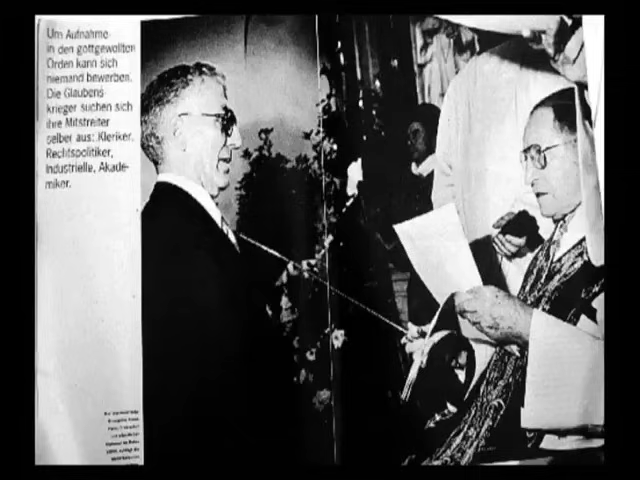 Um Aufnahme
in den gottgewollten
Orden kann sich
niemand bewerben.
Die Glaubens-
krieger suchen sich
ihre Mitstreiter
selber aus: Kleriker,
Rechtspolitiker,
Industrielle, Akade-
miker.